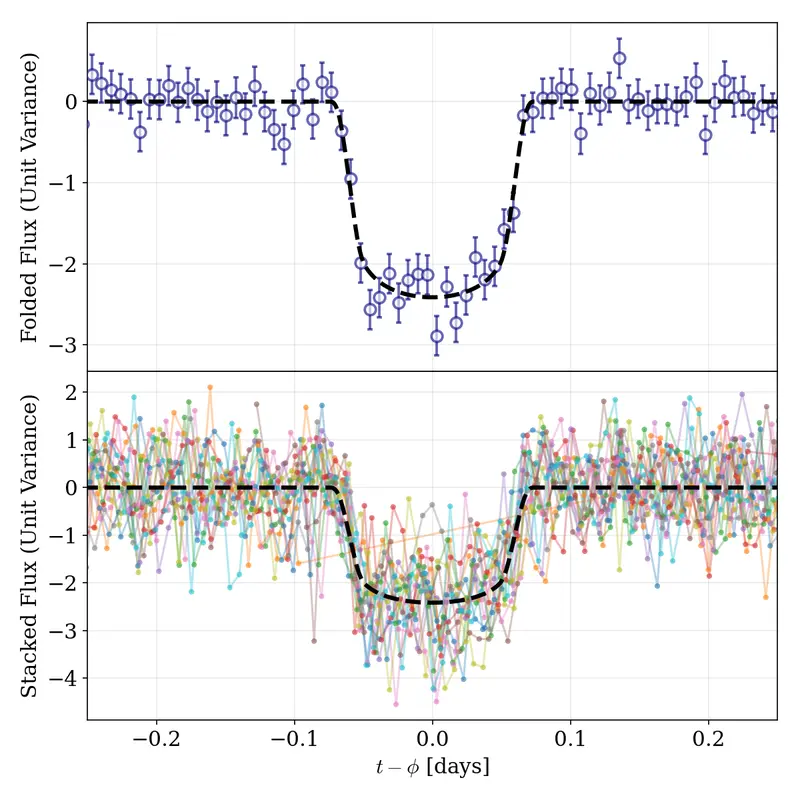 Folded Flux (Unit Variance)
0
−1
−2
−3
Stacked Flux (Unit Variance)
2
1
0
−1
−2
−3
−4
−0.2 −0.1 0.0 0.1 0.2
t − ϕ [days]